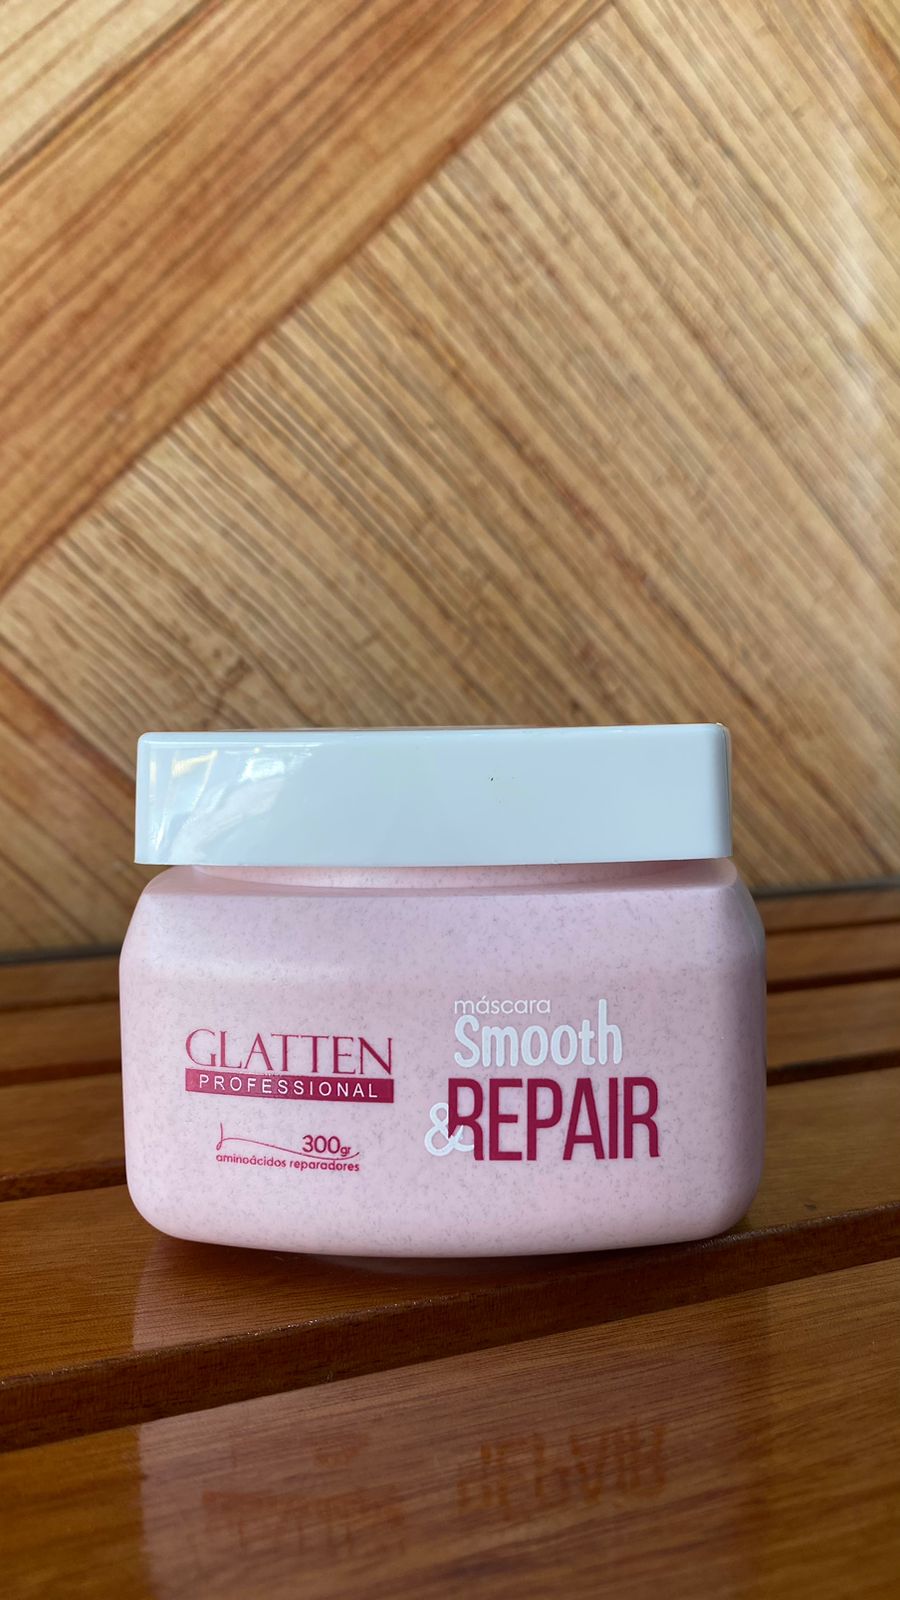 GLATTEN
PROFESSIONAL
300gr
aminoácidos reparadores
máscara
Smooth
&REPAIR